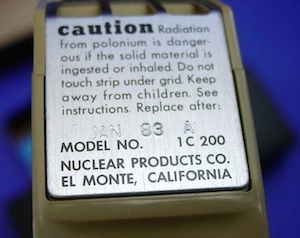 caution Radiation
from polonium is danger-
ous if the solid material is
ingested or inhaled. Do not
touch strip under grid. Keep
away from children. See
instructions. Replace after:
JAN 83 A
MODEL NO. 1C 200
NUCLEAR PRODUCTS CO.
EL MONTE, CALIFORNIA